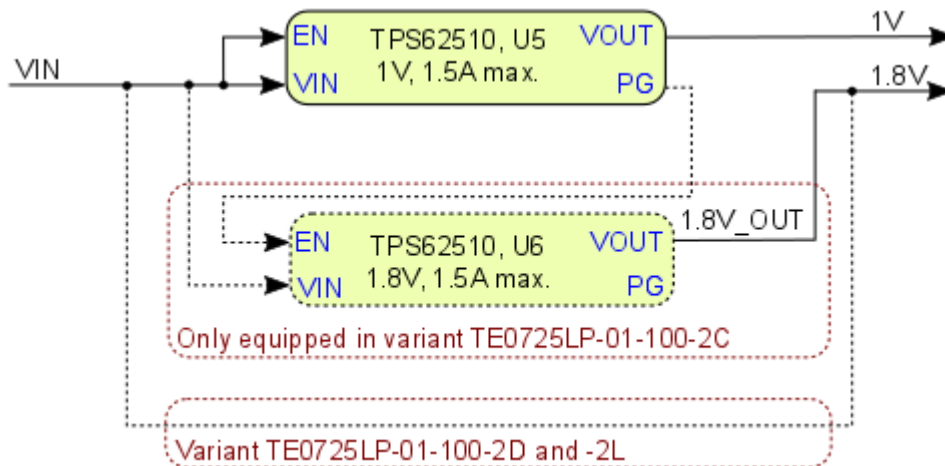 1V
EN
TPS62510, U5
VOUT
VIN
1V, 1.5A max.
PG
VIN
1.8V
1.8V_OUT
EN
TPS62510, U6
VOUT
VIN
1.8V, 1.5A max.
PG
Only equipped in variant TE0725LP-01-100-2C
Variant TE0725LP-01-100-2D and -2L